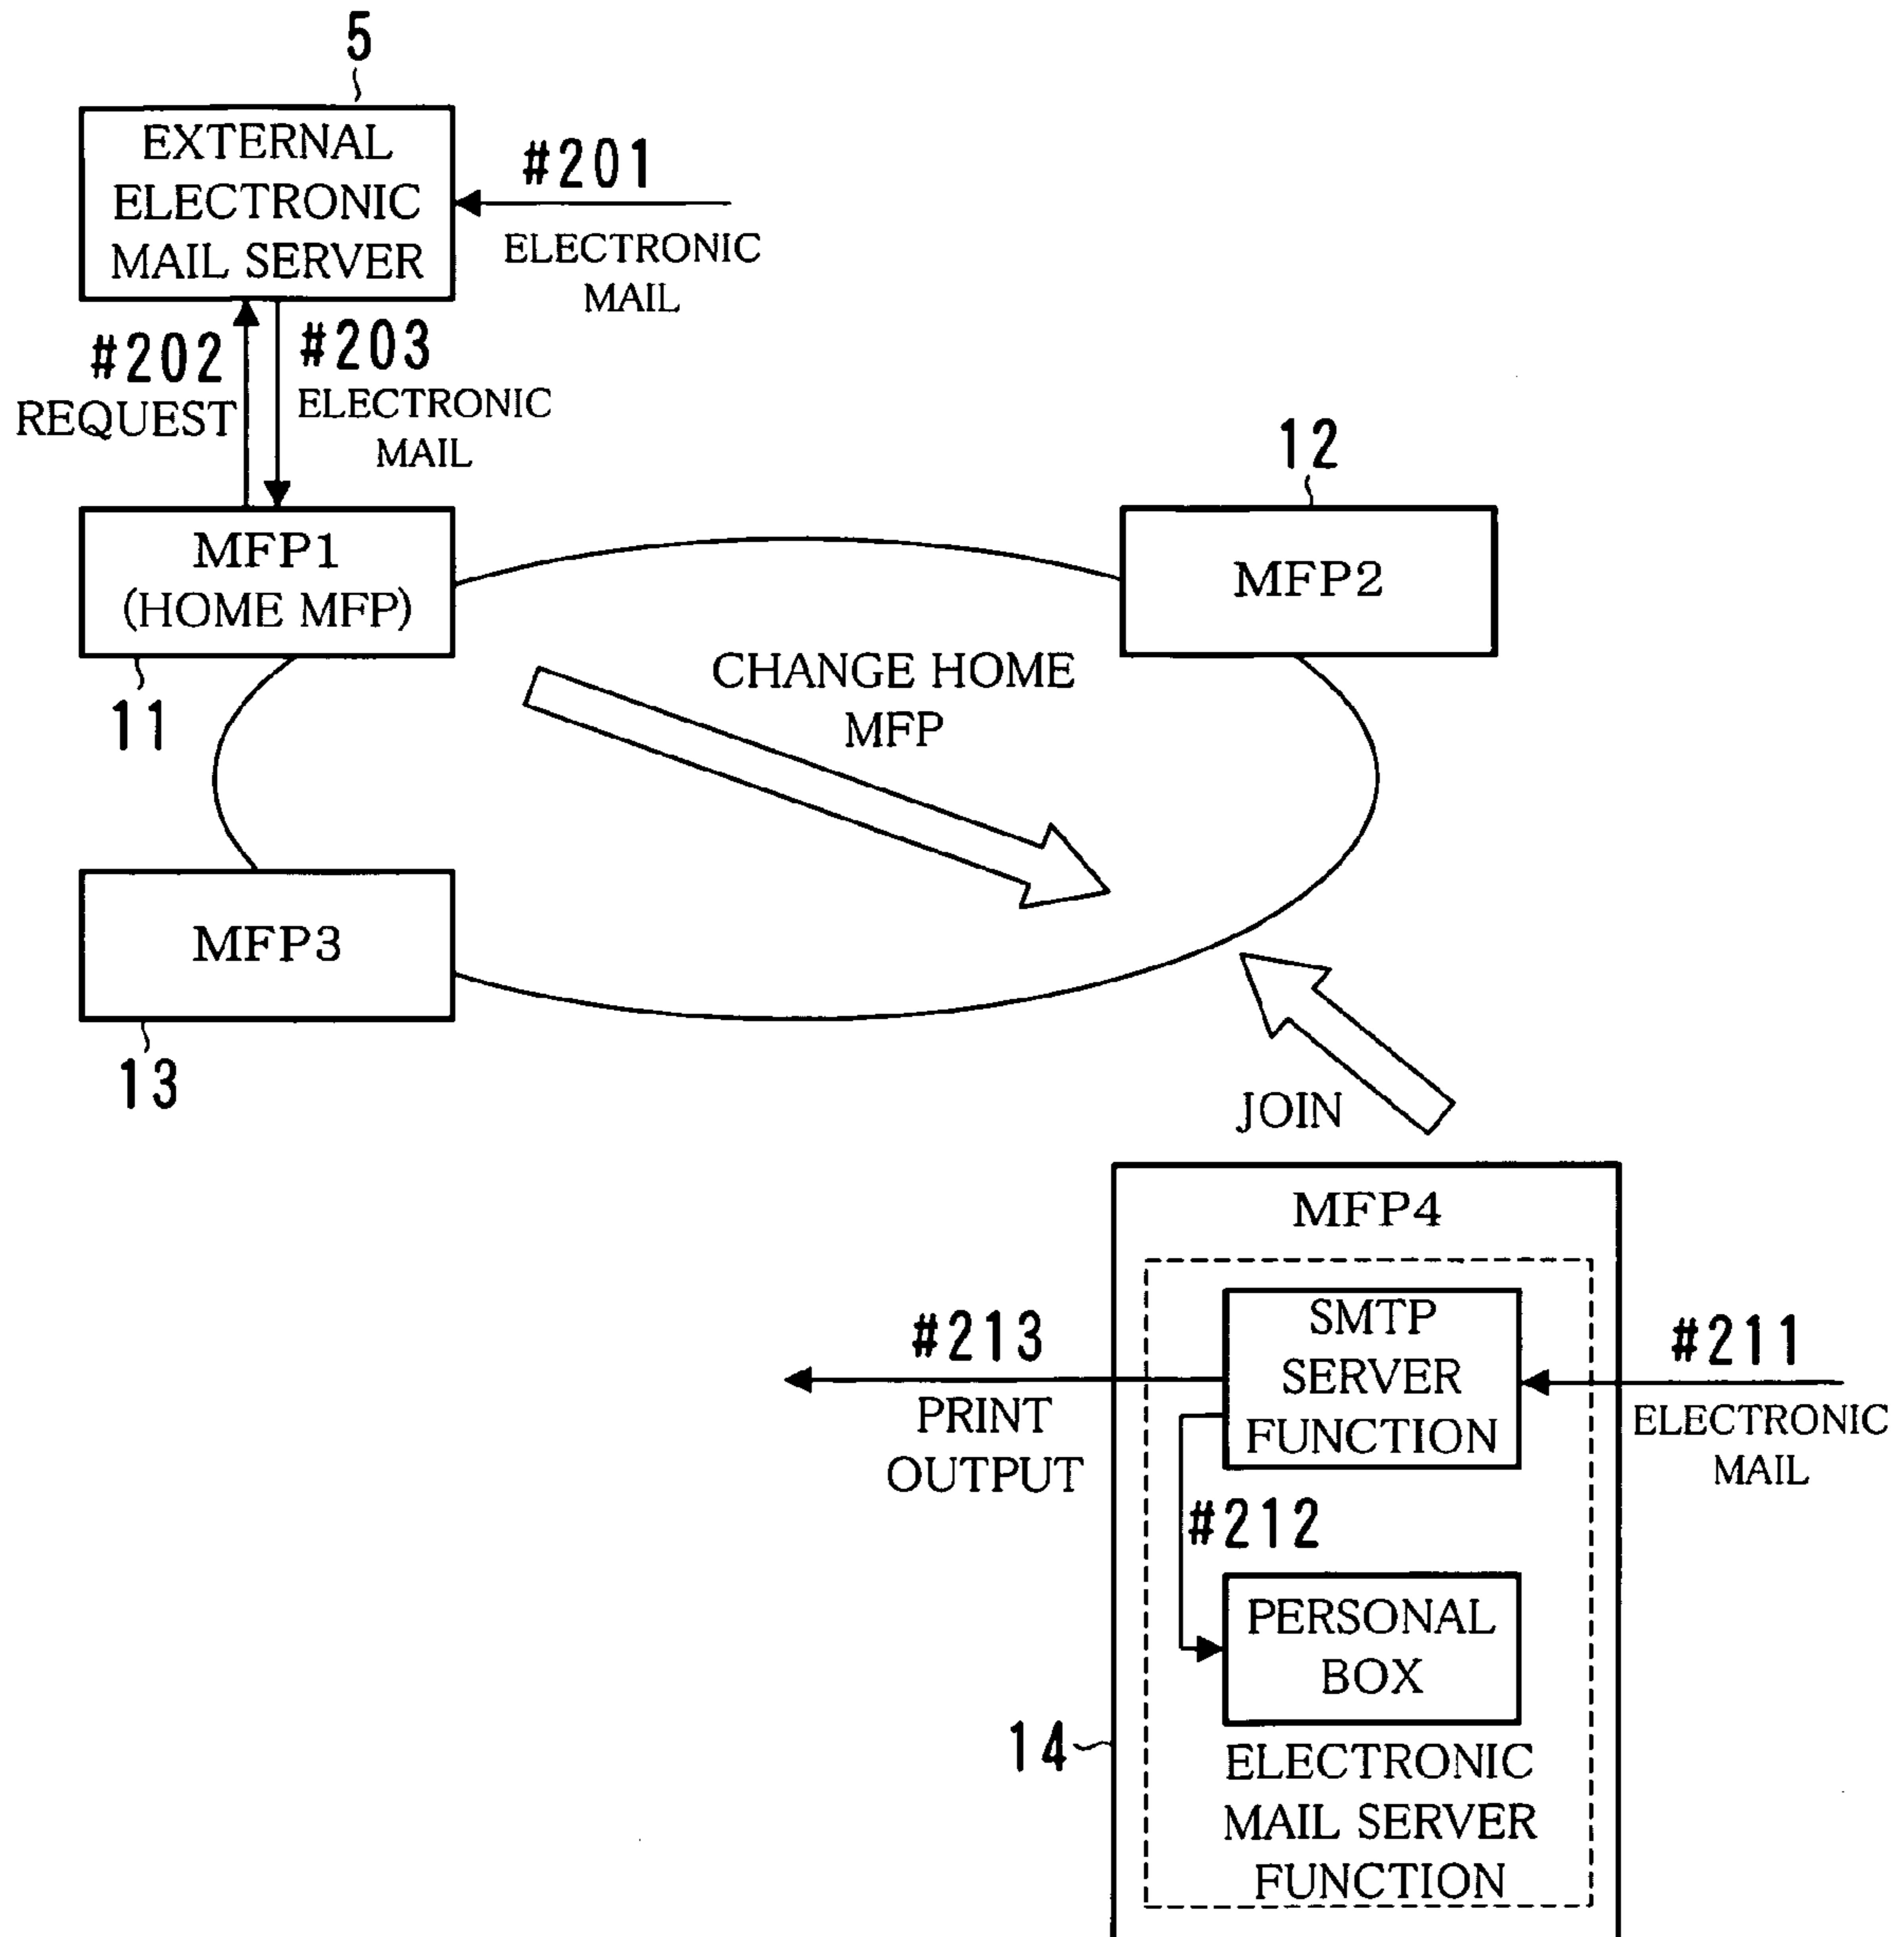 5
EXTERNAL
ELECTRONIC
MAIL SERVER
#201
ELECTRONIC
MAIL
#202
REQUEST
#203
ELECTRONIC
MAIL
12
MFP1
(HOME MFP)
11
MFP2
CHANGE HOME
MFP
MFP3
13
JOIN
MFP4
SMTP
SERVER
FUNCTION
#213
PRINT
OUTPUT
#211
ELECTRONIC
MAIL
#212
PERSONAL
BOX
14
ELECTRONIC
MAIL SERVER
FUNCTION